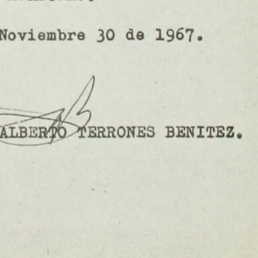 Noviembre 30 de 1967.
ALBERTO TERRONES BENITEZ.